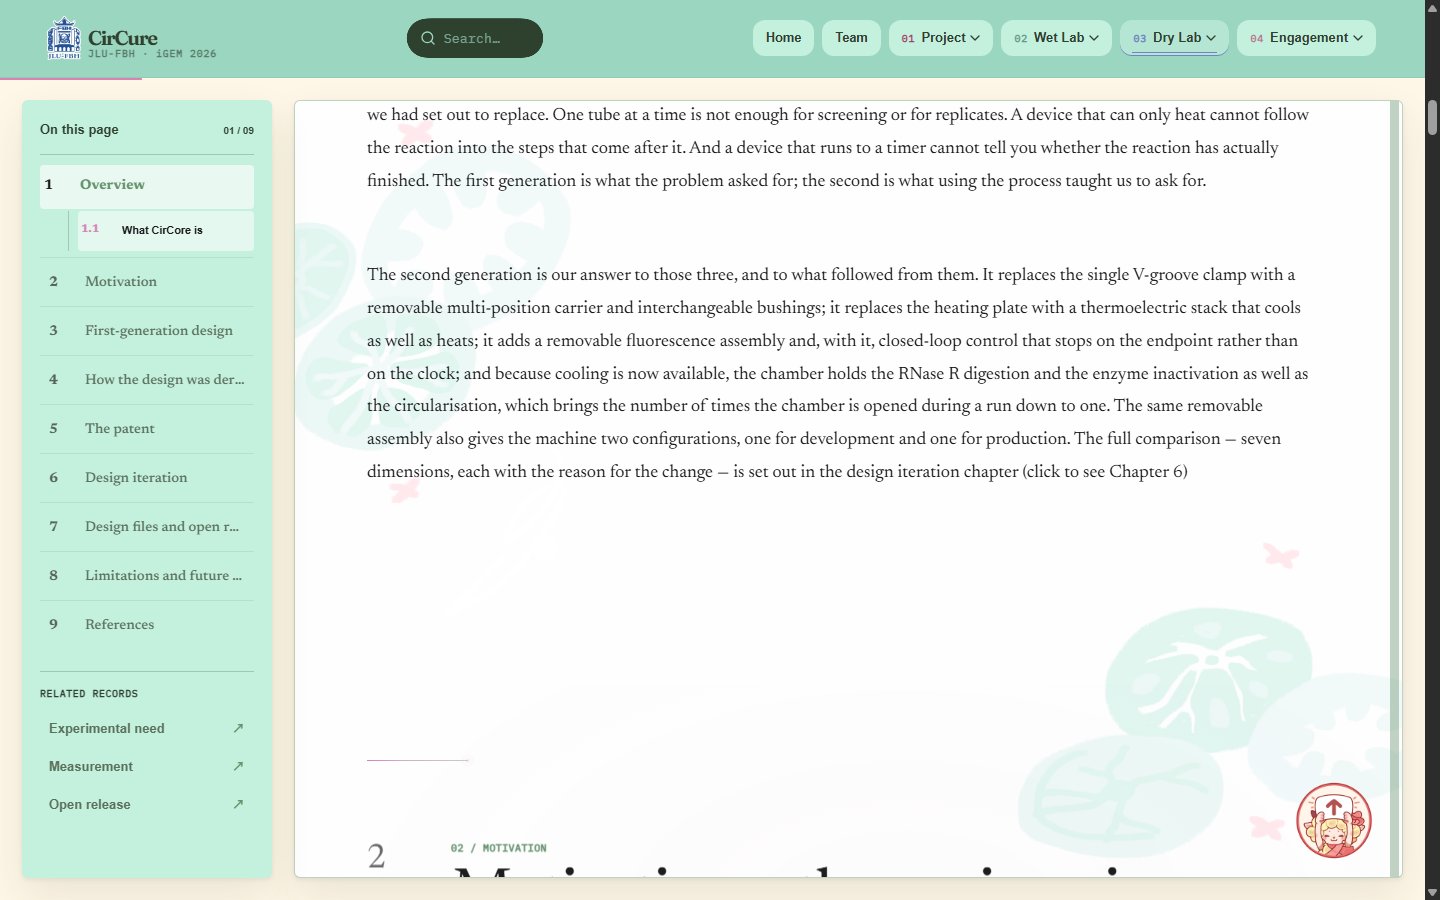 CirCure
JLU-FBH · iGEM 2026
Search…
Home
Team
01 Project
02 Wet Lab
03 Dry Lab
04 Engagement
On this page
01 / 09
1 Overview
1.1 What CirCore is
2 Motivation
3 First-generation design
4 How the design was der...
5 The patent
6 Design iteration
7 Design files and open r...
8 Limitations and future ...
9 References
RELATED RECORDS
Experimental need ↗
Measurement ↗
Open release ↗
we had set out to replace. One tube at a time is not enough for screening or for replicates. A device that can only heat cannot follow
the reaction into the steps that come after it. And a device that runs to a timer cannot tell you whether the reaction has actually
finished. The first generation is what the problem asked for; the second is what using the process taught us to ask for.
The second generation is our answer to those three, and to what followed from them. It replaces the single V-groove clamp with a
removable multi-position carrier and interchangeable bushings; it replaces the heating plate with a thermoelectric stack that cools
as well as heats; it adds a removable fluorescence assembly and, with it, closed-loop control that stops on the endpoint rather than
on the clock; and because cooling is now available, the chamber holds the RNase R digestion and the enzyme inactivation as well as
the circularisation, which brings the number of times the chamber is opened during a run down to one. The same removable
assembly also gives the machine two configurations, one for development and one for production. The full comparison – seven
dimensions, each with the reason for the change – is set out in the design iteration chapter (click to see Chapter 6)
2
02 / MOTIVATION